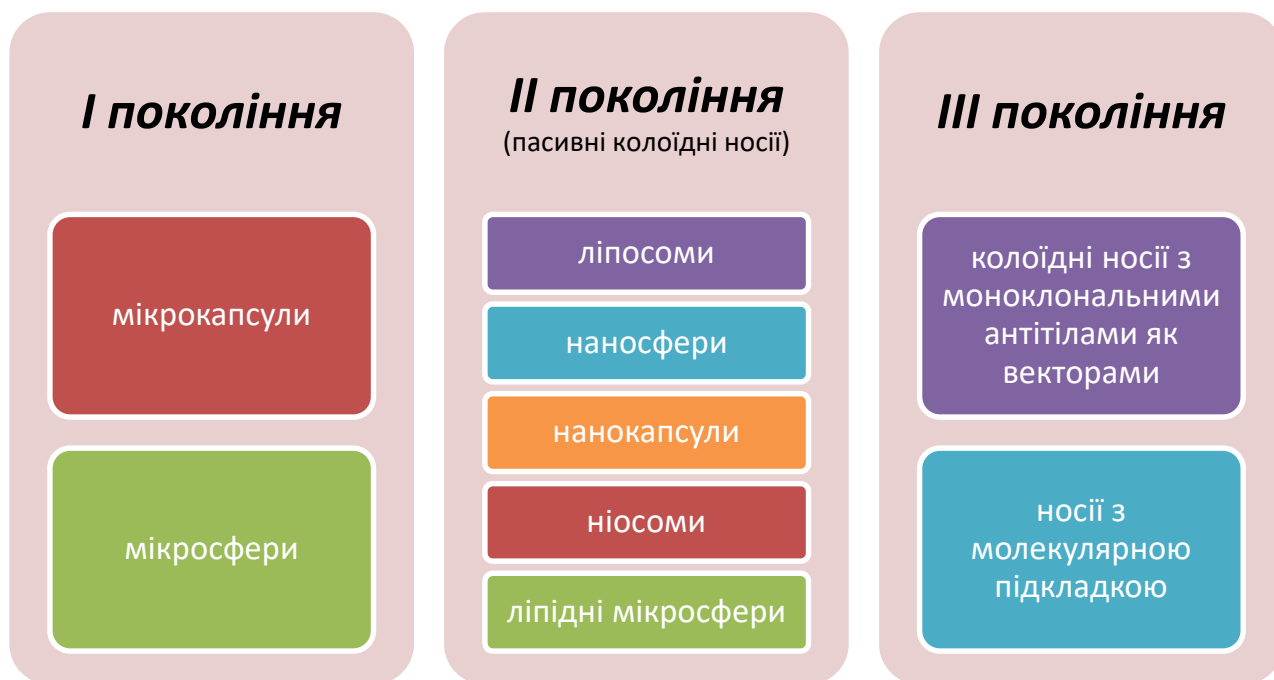 I покоління
мікрокапсули
мікросфери
II покоління
(пасивні колоїдні носії)
ліпосоми
наносфери
нанокапсули
ніосоми
ліпідні мікросфери
III покоління
колоїдні носії з
моноклональними
антітілами як
векторами
носії з
молекулярною
підкладкою